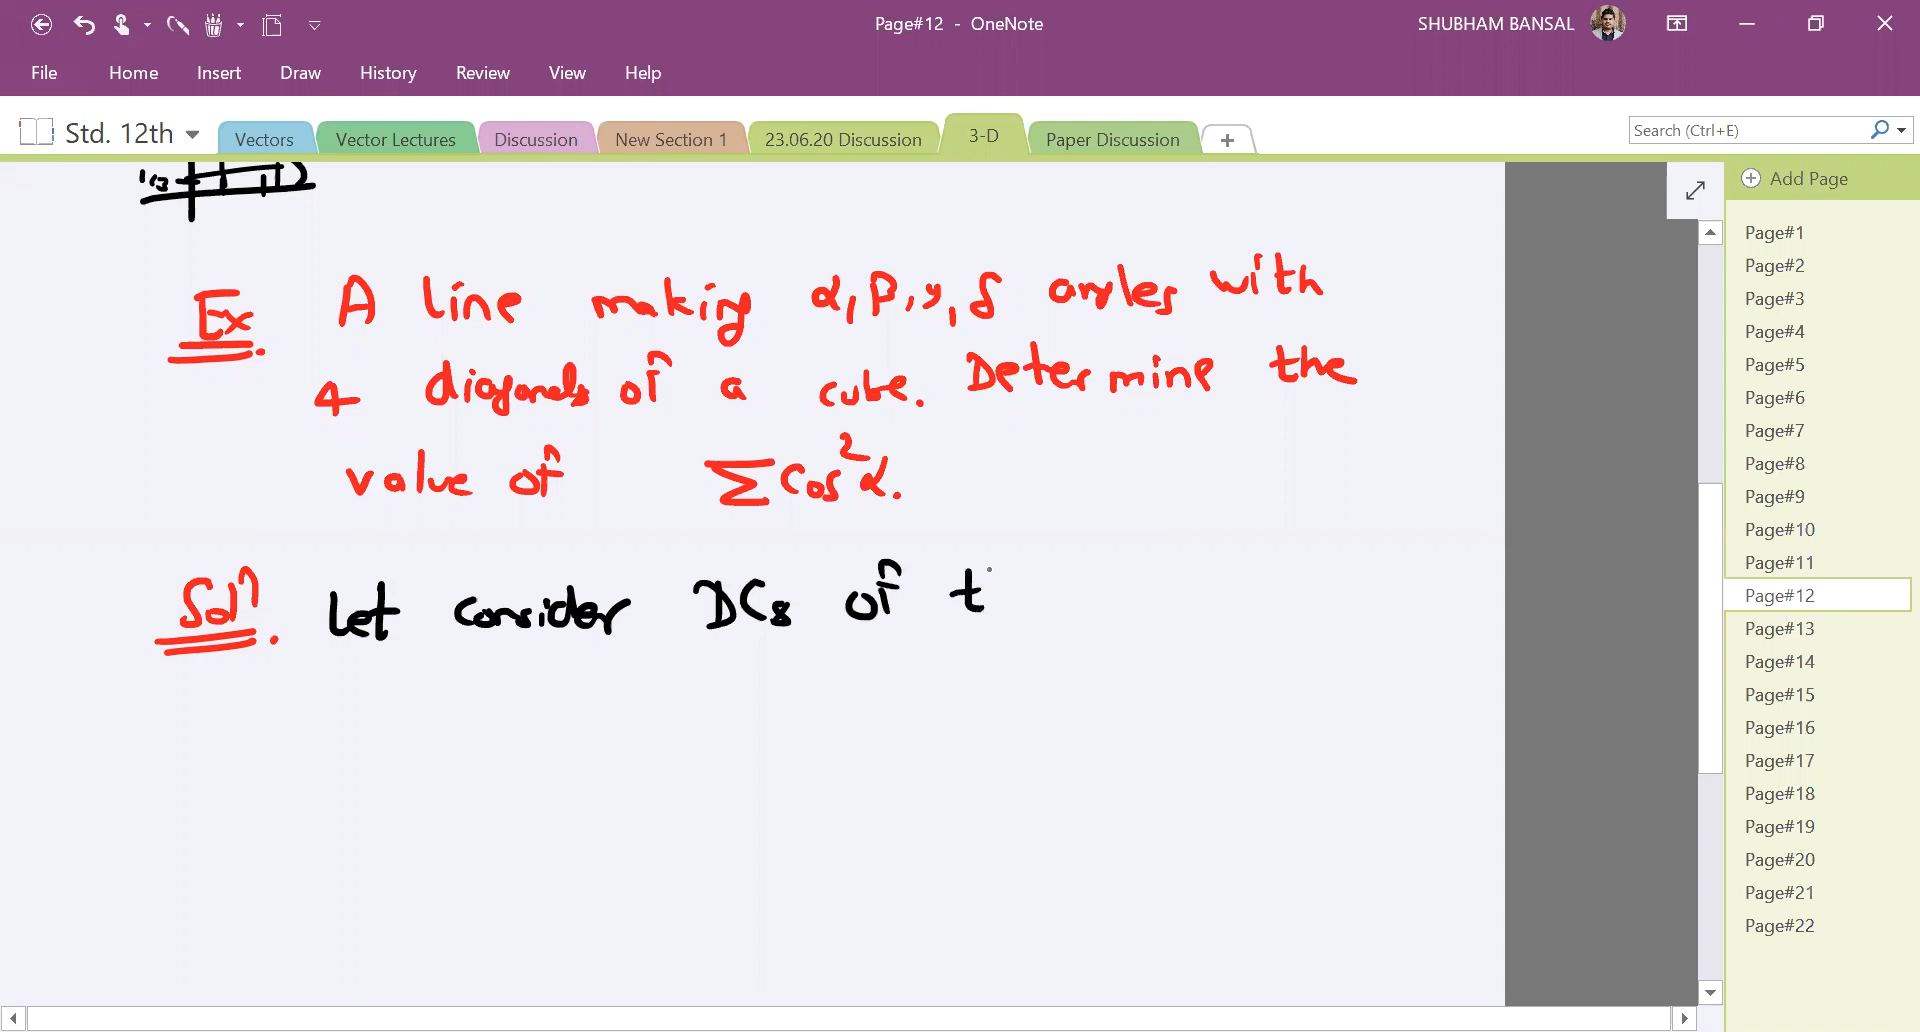 Page#12 - OneNote
SHUBHAM BANSAL
File Home Insert Draw History Review View Help
Std. 12th
Vectors
Vector Lectures
Discussion
New Section 1
23.06.20 Discussion
3-D
Paper Discussion
+
Search (Ctrl+E)
Add Page
Ex. A line making α, β, γ, δ angles with
4 diagonals of a cube. Determine the
value of Σ Cos²α.
Solⁿ. Let consider DCs of t
Page#1
Page#2
Page#3
Page#4
Page#5
Page#6
Page#7
Page#8
Page#9
Page#10
Page#11
Page#12
Page#13
Page#14
Page#15
Page#16
Page#17
Page#18
Page#19
Page#20
Page#21
Page#22